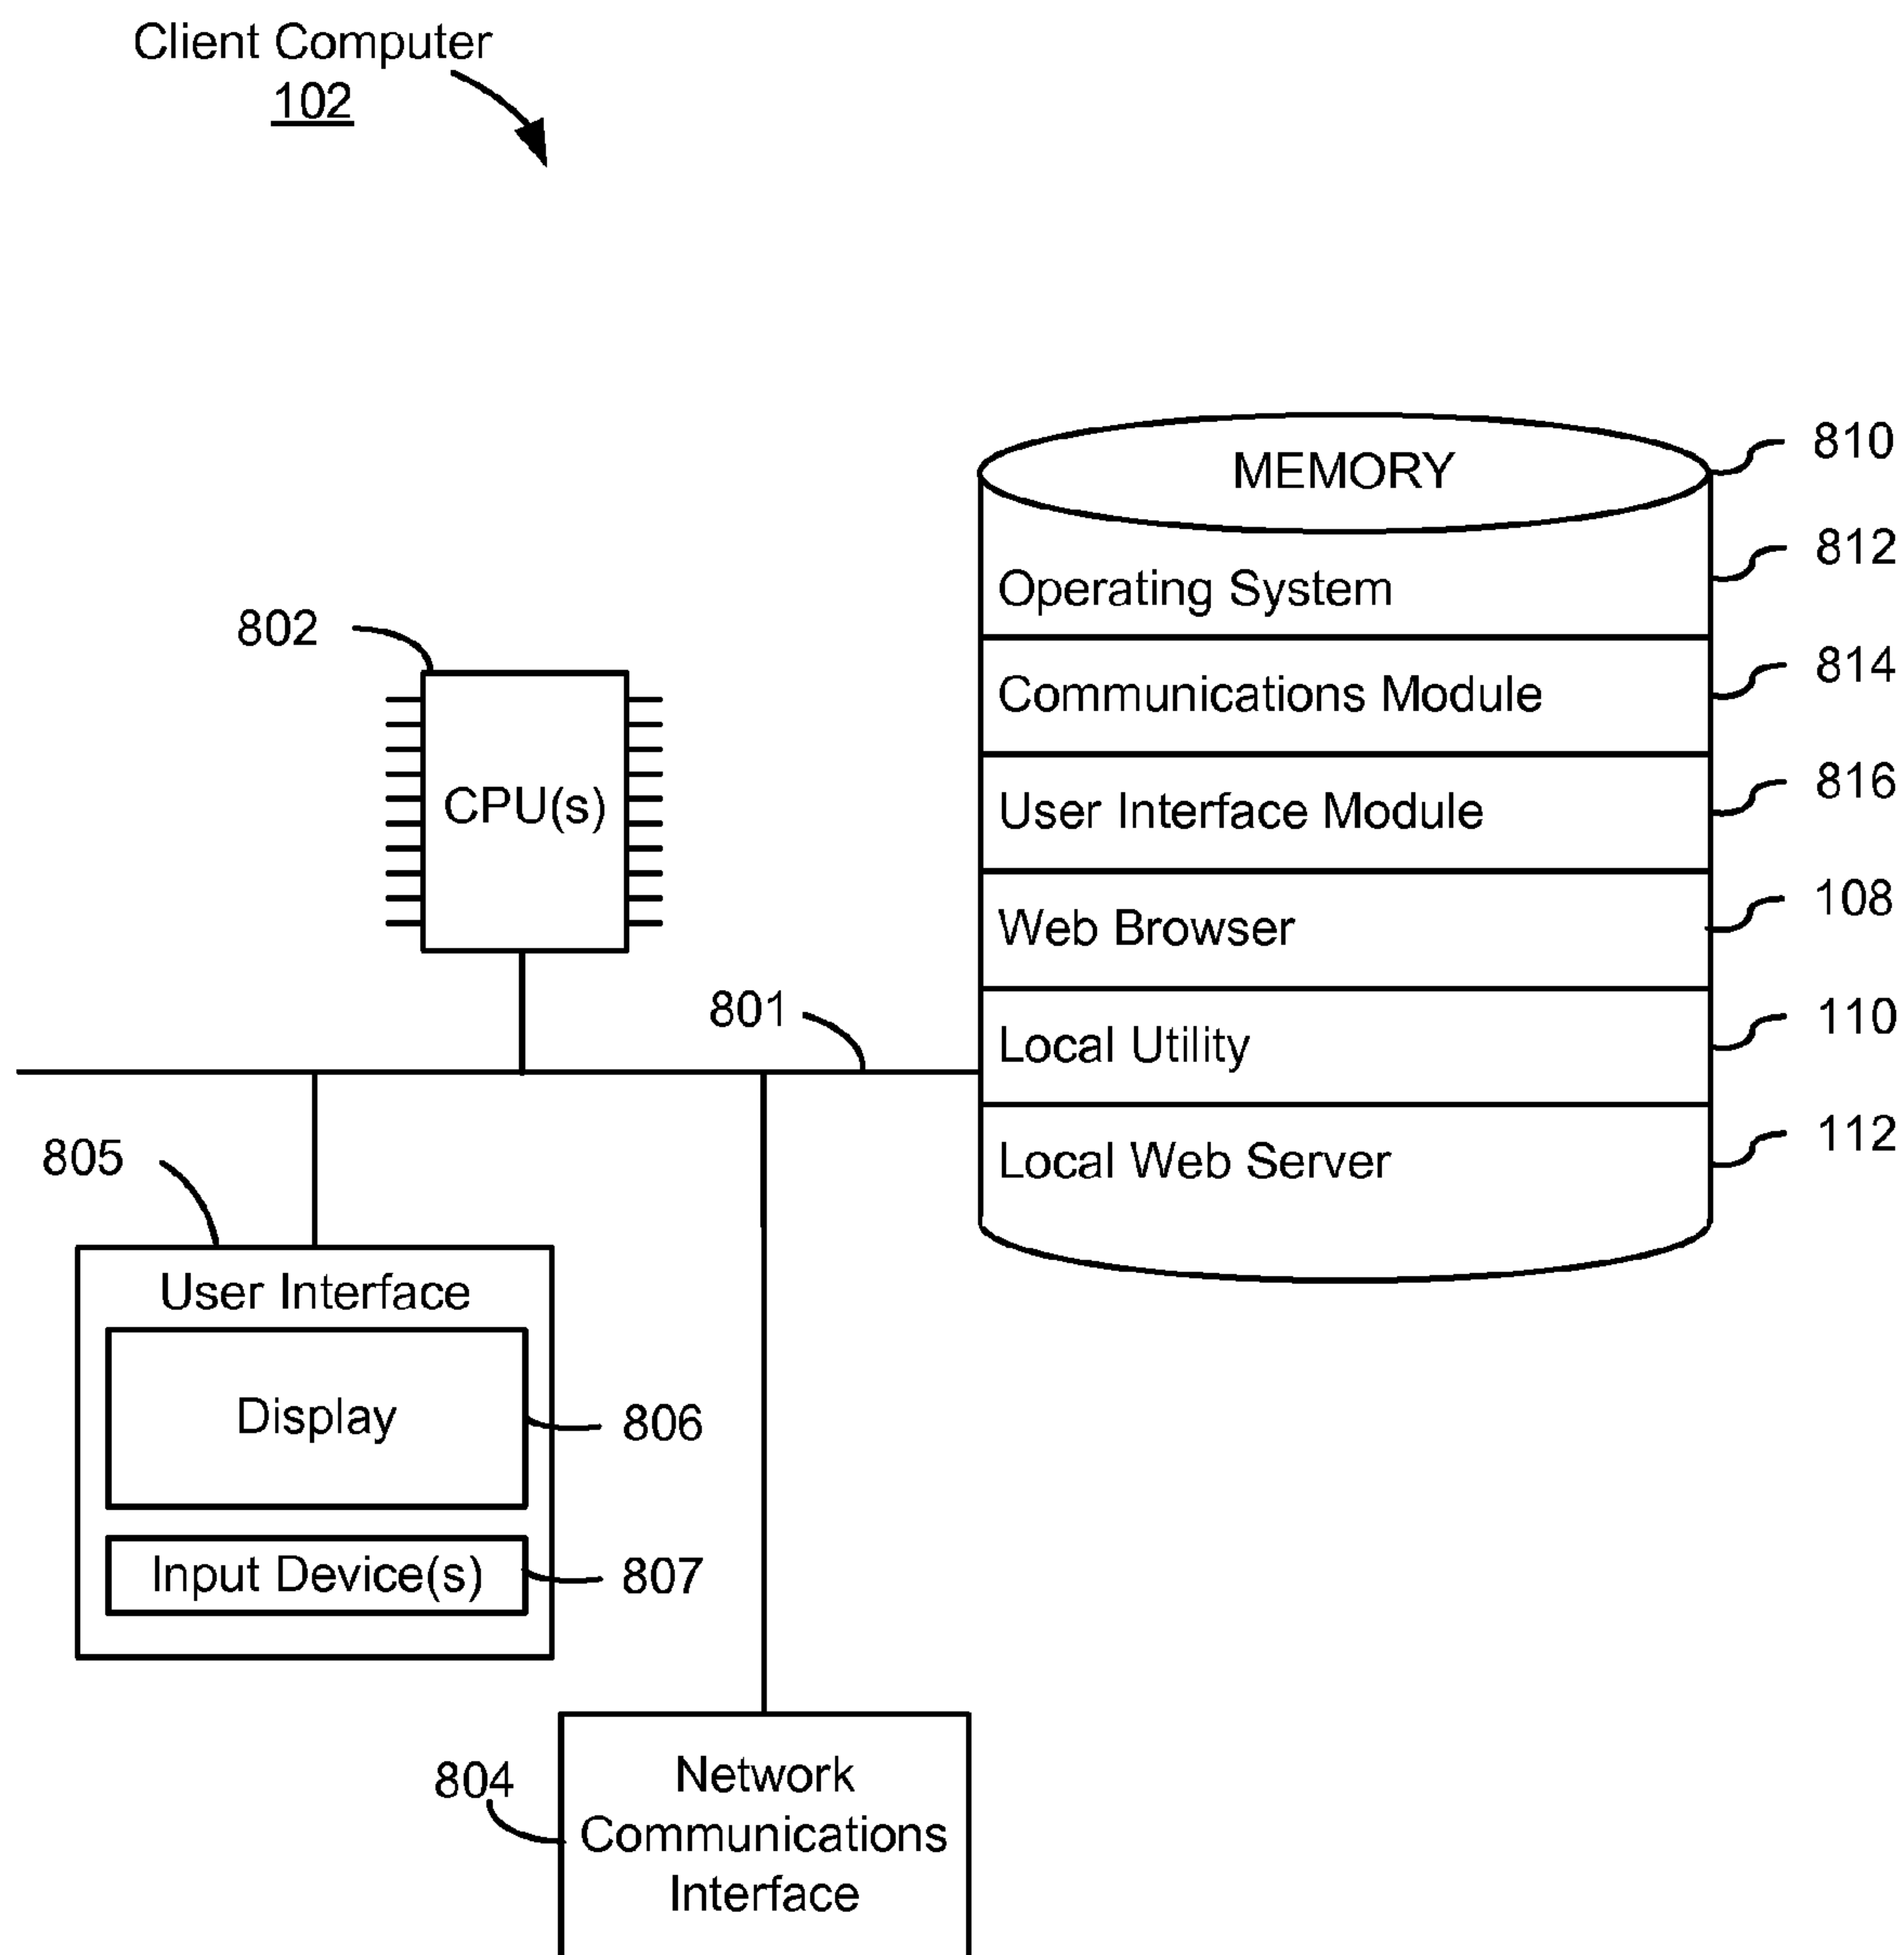 Client Computer
102
MEMORY
810
Operating System
812
802
CPU(s)
Communications Module
814
User Interface Module
816
Web Browser
108
801
Local Utility
110
805
Local Web Server
112
User Interface
Display
806
Input Device(s)
807
804
Network
Communications
Interface